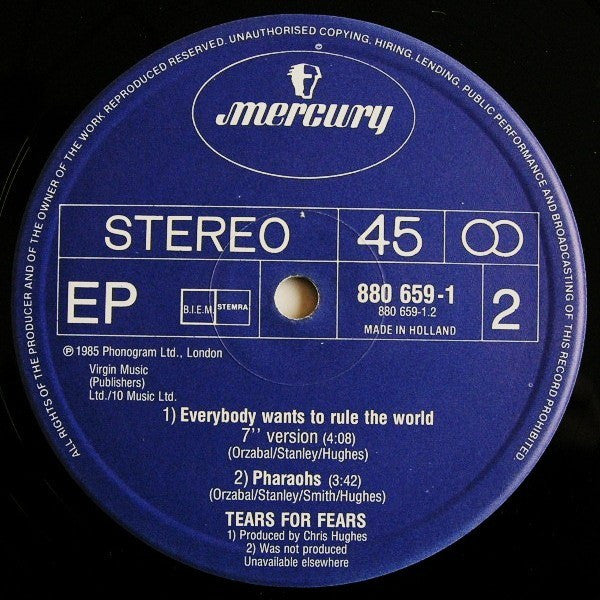 ALL RIGHTS OF THE PRODUCER AND OF THE OWNER OF THE WORK REPRODUCED RESERVED. UNAUTHORISED COPYING, HIRING, LENDING, PUBLIC PERFORMANCE AND BROADCASTING OF THIS RECORD PROHIBITED.
mercury
STEREO 45
EP B.I.E.M. STEMRA 880 659-1 2
880 659-1.2
MADE IN HOLLAND
℗ 1985 Phonogram Ltd., London
Virgin Music
(Publishers)
Ltd./10 Music Ltd.
1) Everybody wants to rule the world
7'' version (4:08)
(Orzabal/Stanley/Hughes)
2) Pharaohs (3:42)
(Orzabal/Stanley/Smith/Hughes)
TEARS FOR FEARS
1) Produced by Chris Hughes
2) Was not produced
Unavailable elsewhere